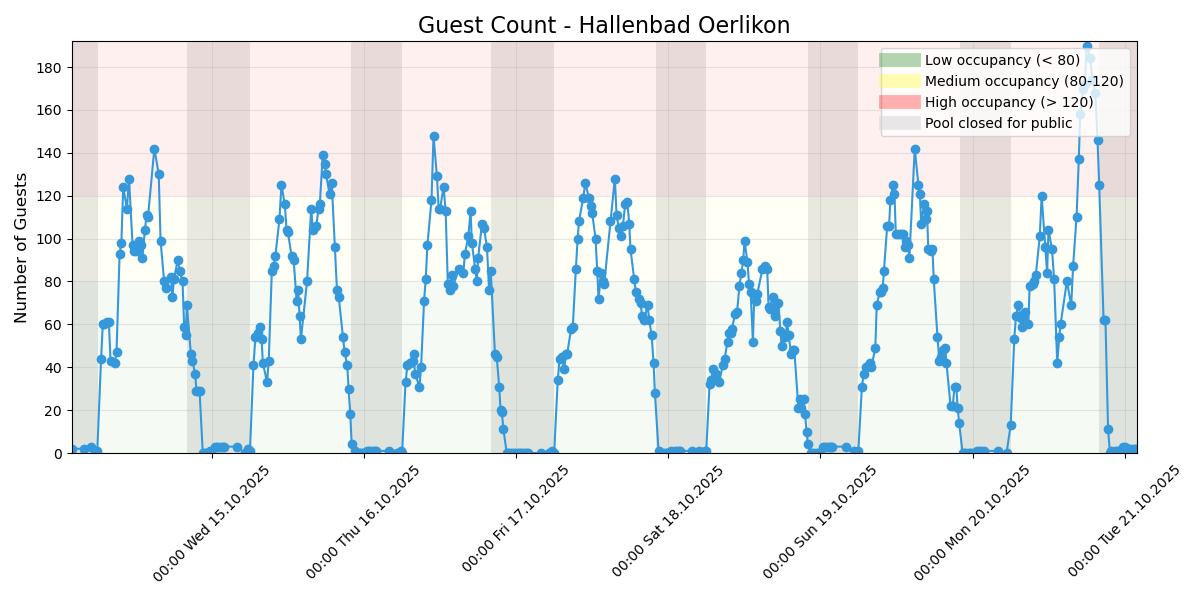 Guest Count - Hallenbad Oerlikon
Number of Guests
180
160
140
120
100
80
60
40
20
0
Low occupancy (< 80)
Medium occupancy (80-120)
High occupancy (> 120)
Pool closed for public
00:00 Wed 15.10.2025
00:00 Thu 16.10.2025
00:00 Fri 17.10.2025
00:00 Sat 18.10.2025
00:00 Sun 19.10.2025
00:00 Mon 20.10.2025
00:00 Tue 21.10.2025